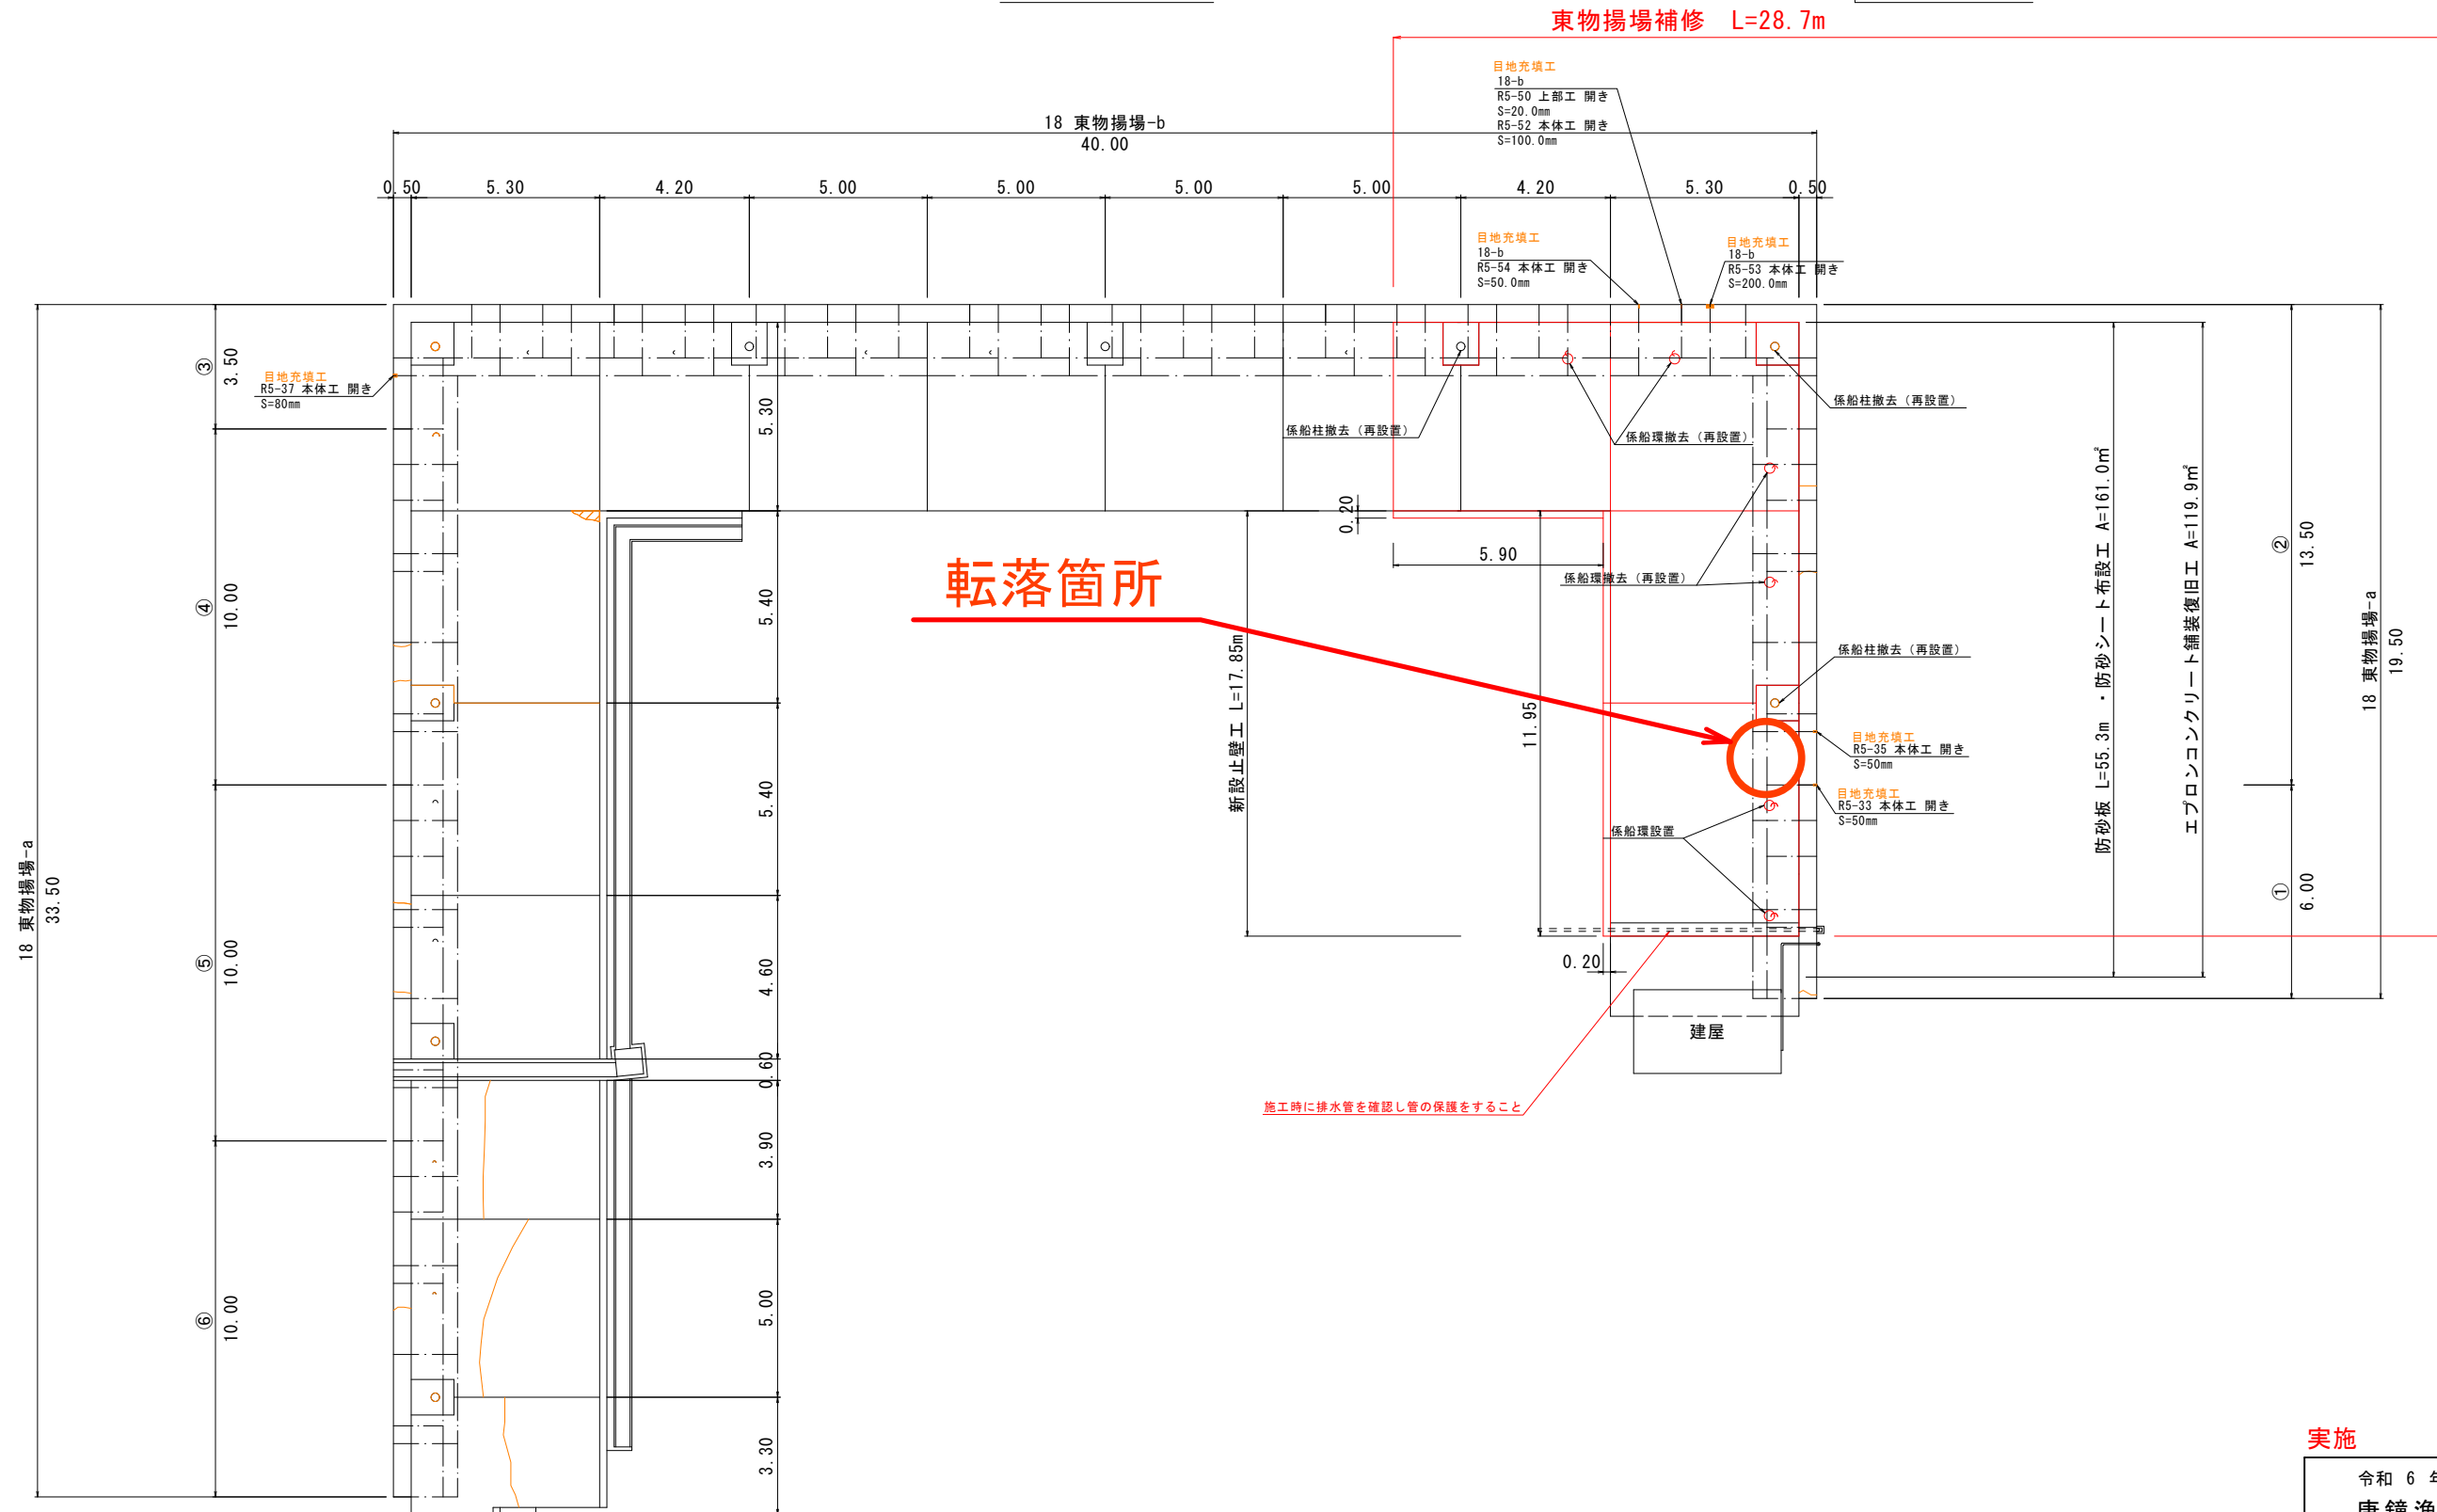 東物揚場補修　L=28.7m
目地充填工
18-b
R5-50 上部工 開き
S=20.0mm
R5-52 本体工 開き
S=100.0mm
18 東物揚場-b
40.00
0.50
5.30
4.20
5.00
5.00
5.00
5.00
4.20
5.30
0.50
目地充填工
18-b
R5-54 本体工 開き
S=50.0mm
目地充填工
18-b
R5-53 本体工 開き
S=200.0mm
③
3.50
目地充填工
R5-37 本体工 開き
S=80mm
5.30
係船柱撤去（再設置）
係船環撤去（再設置）
係船柱撤去（再設置）
0.20
5.90
転落箇所
係船環撤去（再設置）
④
10.00
5.40
新設止壁工 L=17.85m
11.95
係船柱撤去（再設置）
目地充填工
R5-35 本体工 開き
S=50mm
目地充填工
R5-33 本体工 開き
S=50mm
防砂板 L=55.3m ・防砂シート布設工 A=161.0㎡
エプロンコンクリート舗装復旧工 A=119.9㎡
②
13.50
18 東物揚場-a
19.50
5.40
係船環設置
①
6.00
18 東物揚場-a
33.50
⑤
10.00
4.60
0.20
建屋
0.60
施工時に排水管を確認し管の保護をすること
3.90
⑥
10.00
5.00
3.30
実施
令和 6